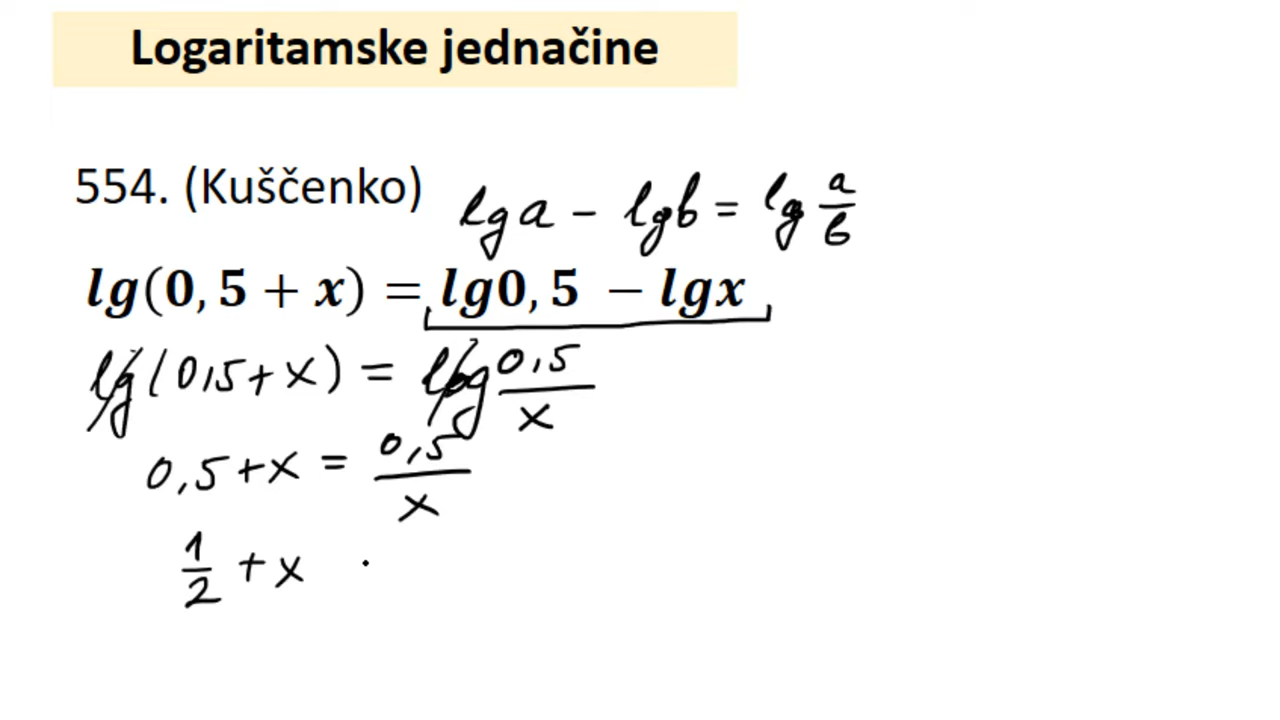 Logaritamske jednačine
554. (Kuščenko)
lg a - lg b = lg a/b
lg(0, 5 + x) = lg0, 5 − lgx
lg(0,5 + x) = log 0,5/x
0,5 + x = 0,5/x
1/2 + x